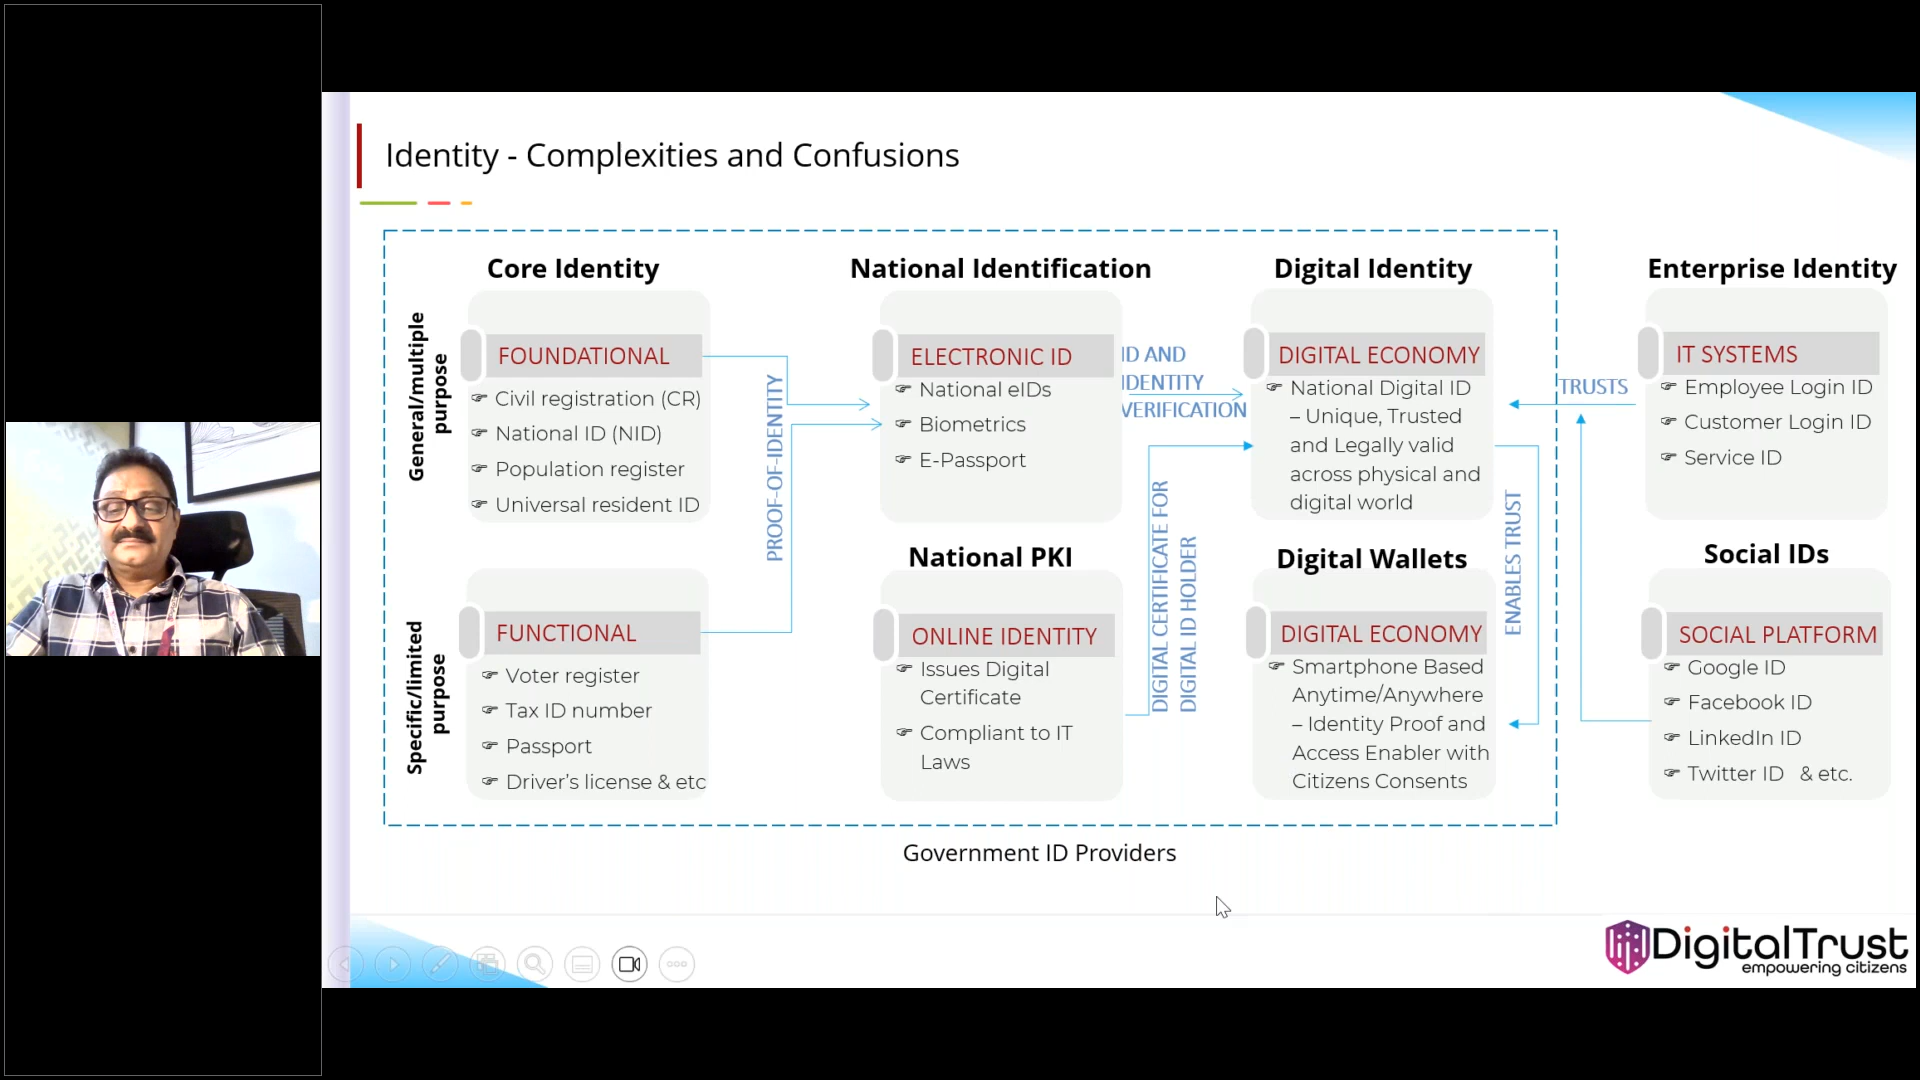 Identity - Complexities and Confusions
Core Identity
National Identification
Digital Identity
Enterprise Identity
General/multiple
purpose
FOUNDATIONAL
Civil registration (CR)
National ID (NID)
Population register
Universal resident ID
PROOF-OF-IDENTITY
ELECTRONIC ID
National eIDs
Biometrics
E-Passport
ID AND
IDENTITY
VERIFICATION
DIGITAL ECONOMY
National Digital ID
– Unique, Trusted
and Legally valid
across physical and
digital world
TRUSTS
IT SYSTEMS
Employee Login ID
Customer Login ID
Service ID
Specific/limited
purpose
FUNCTIONAL
Voter register
Tax ID number
Passport
Driver's license & etc
National PKI
ONLINE IDENTITY
Issues Digital
Certificate
Compliant to IT
Laws
DIGITAL CERTIFICATE FOR
DIGITAL ID HOLDER
Digital Wallets
DIGITAL ECONOMY
Smartphone Based
Anytime/Anywhere
– Identity Proof and
Access Enabler with
Citizens Consents
ENABLES TRUST
Social IDs
SOCIAL PLATFORM
Google ID
Facebook ID
LinkedIn ID
Twitter ID & etc.
Government ID Providers
DigitalTrust
empowering citizens